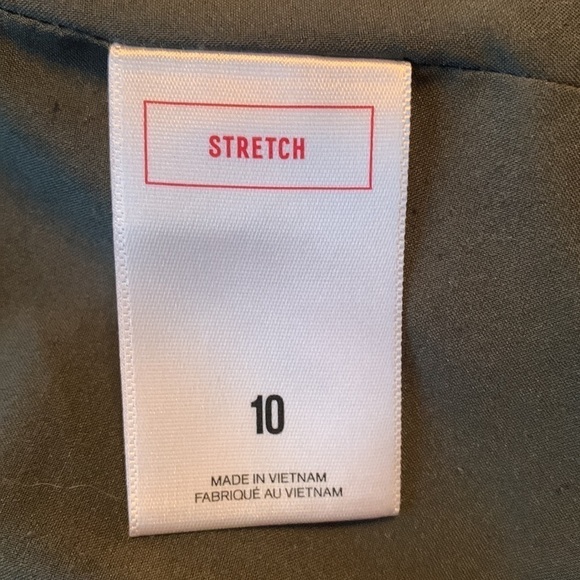 STRETCH
10
MADE IN VIETNAM
FABRIQUÉ AU VIETNAM